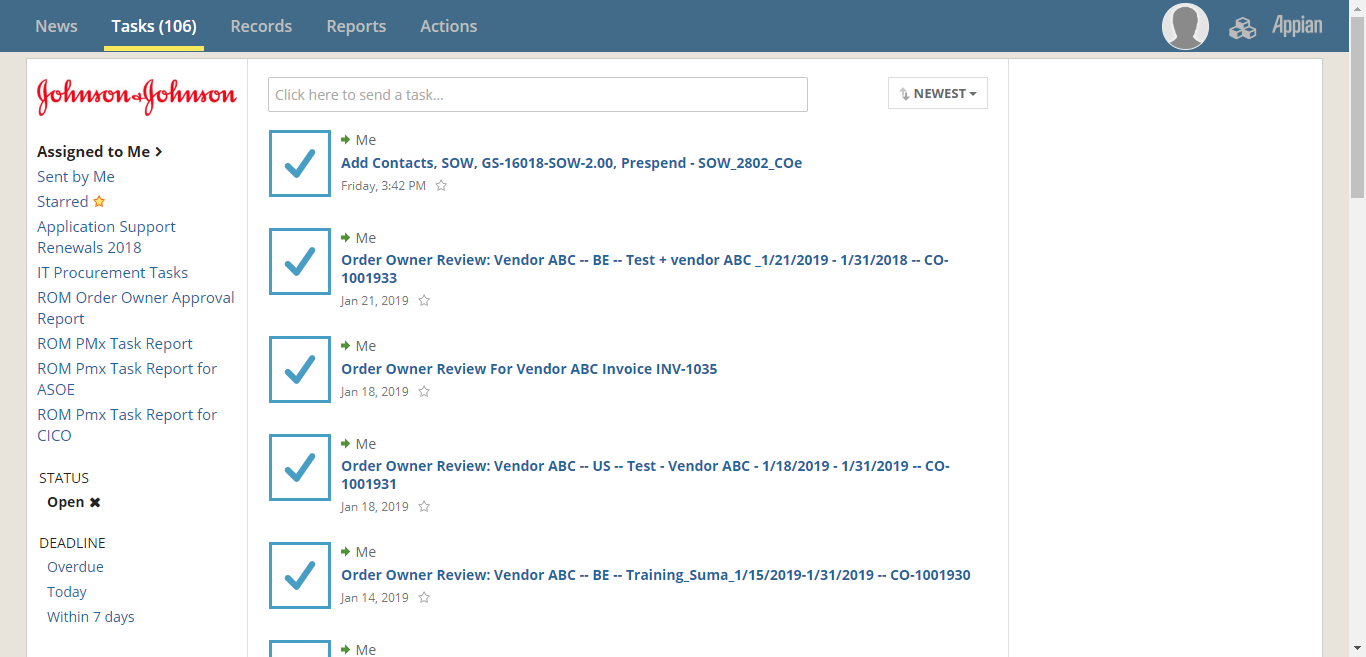 News Tasks (106) Records Reports Actions Appian
Johnson & Johnson
Assigned to Me
Sent by Me
Starred
Application Support
Renewals 2018
IT Procurement Tasks
ROM Order Owner Approval
Report
ROM PMx Task Report
ROM Pmx Task Report for
ASOE
ROM Pmx Task Report for
CICO
STATUS
Open
DEADLINE
Overdue
Today
Within 7 days
Click here to send a task...
NEWEST
Me
Add Contacts, SOW, GS-16018-SOW-2.00, Prespend - SOW_2802_COe
Friday, 3:42 PM
Me
Order Owner Review: Vendor ABC -- BE -- Test + vendor ABC _1/21/2019 - 1/31/2018 -- CO-
1001933
Jan 21, 2019
Me
Order Owner Review For Vendor ABC Invoice INV-1035
Jan 18, 2019
Me
Order Owner Review: Vendor ABC -- US -- Test - Vendor ABC - 1/18/2019 - 1/31/2019 -- CO-
1001931
Jan 18, 2019
Me
Order Owner Review: Vendor ABC -- BE -- Training_Suma_1/15/2019-1/31/2019 -- CO-1001930
Jan 14, 2019
Me